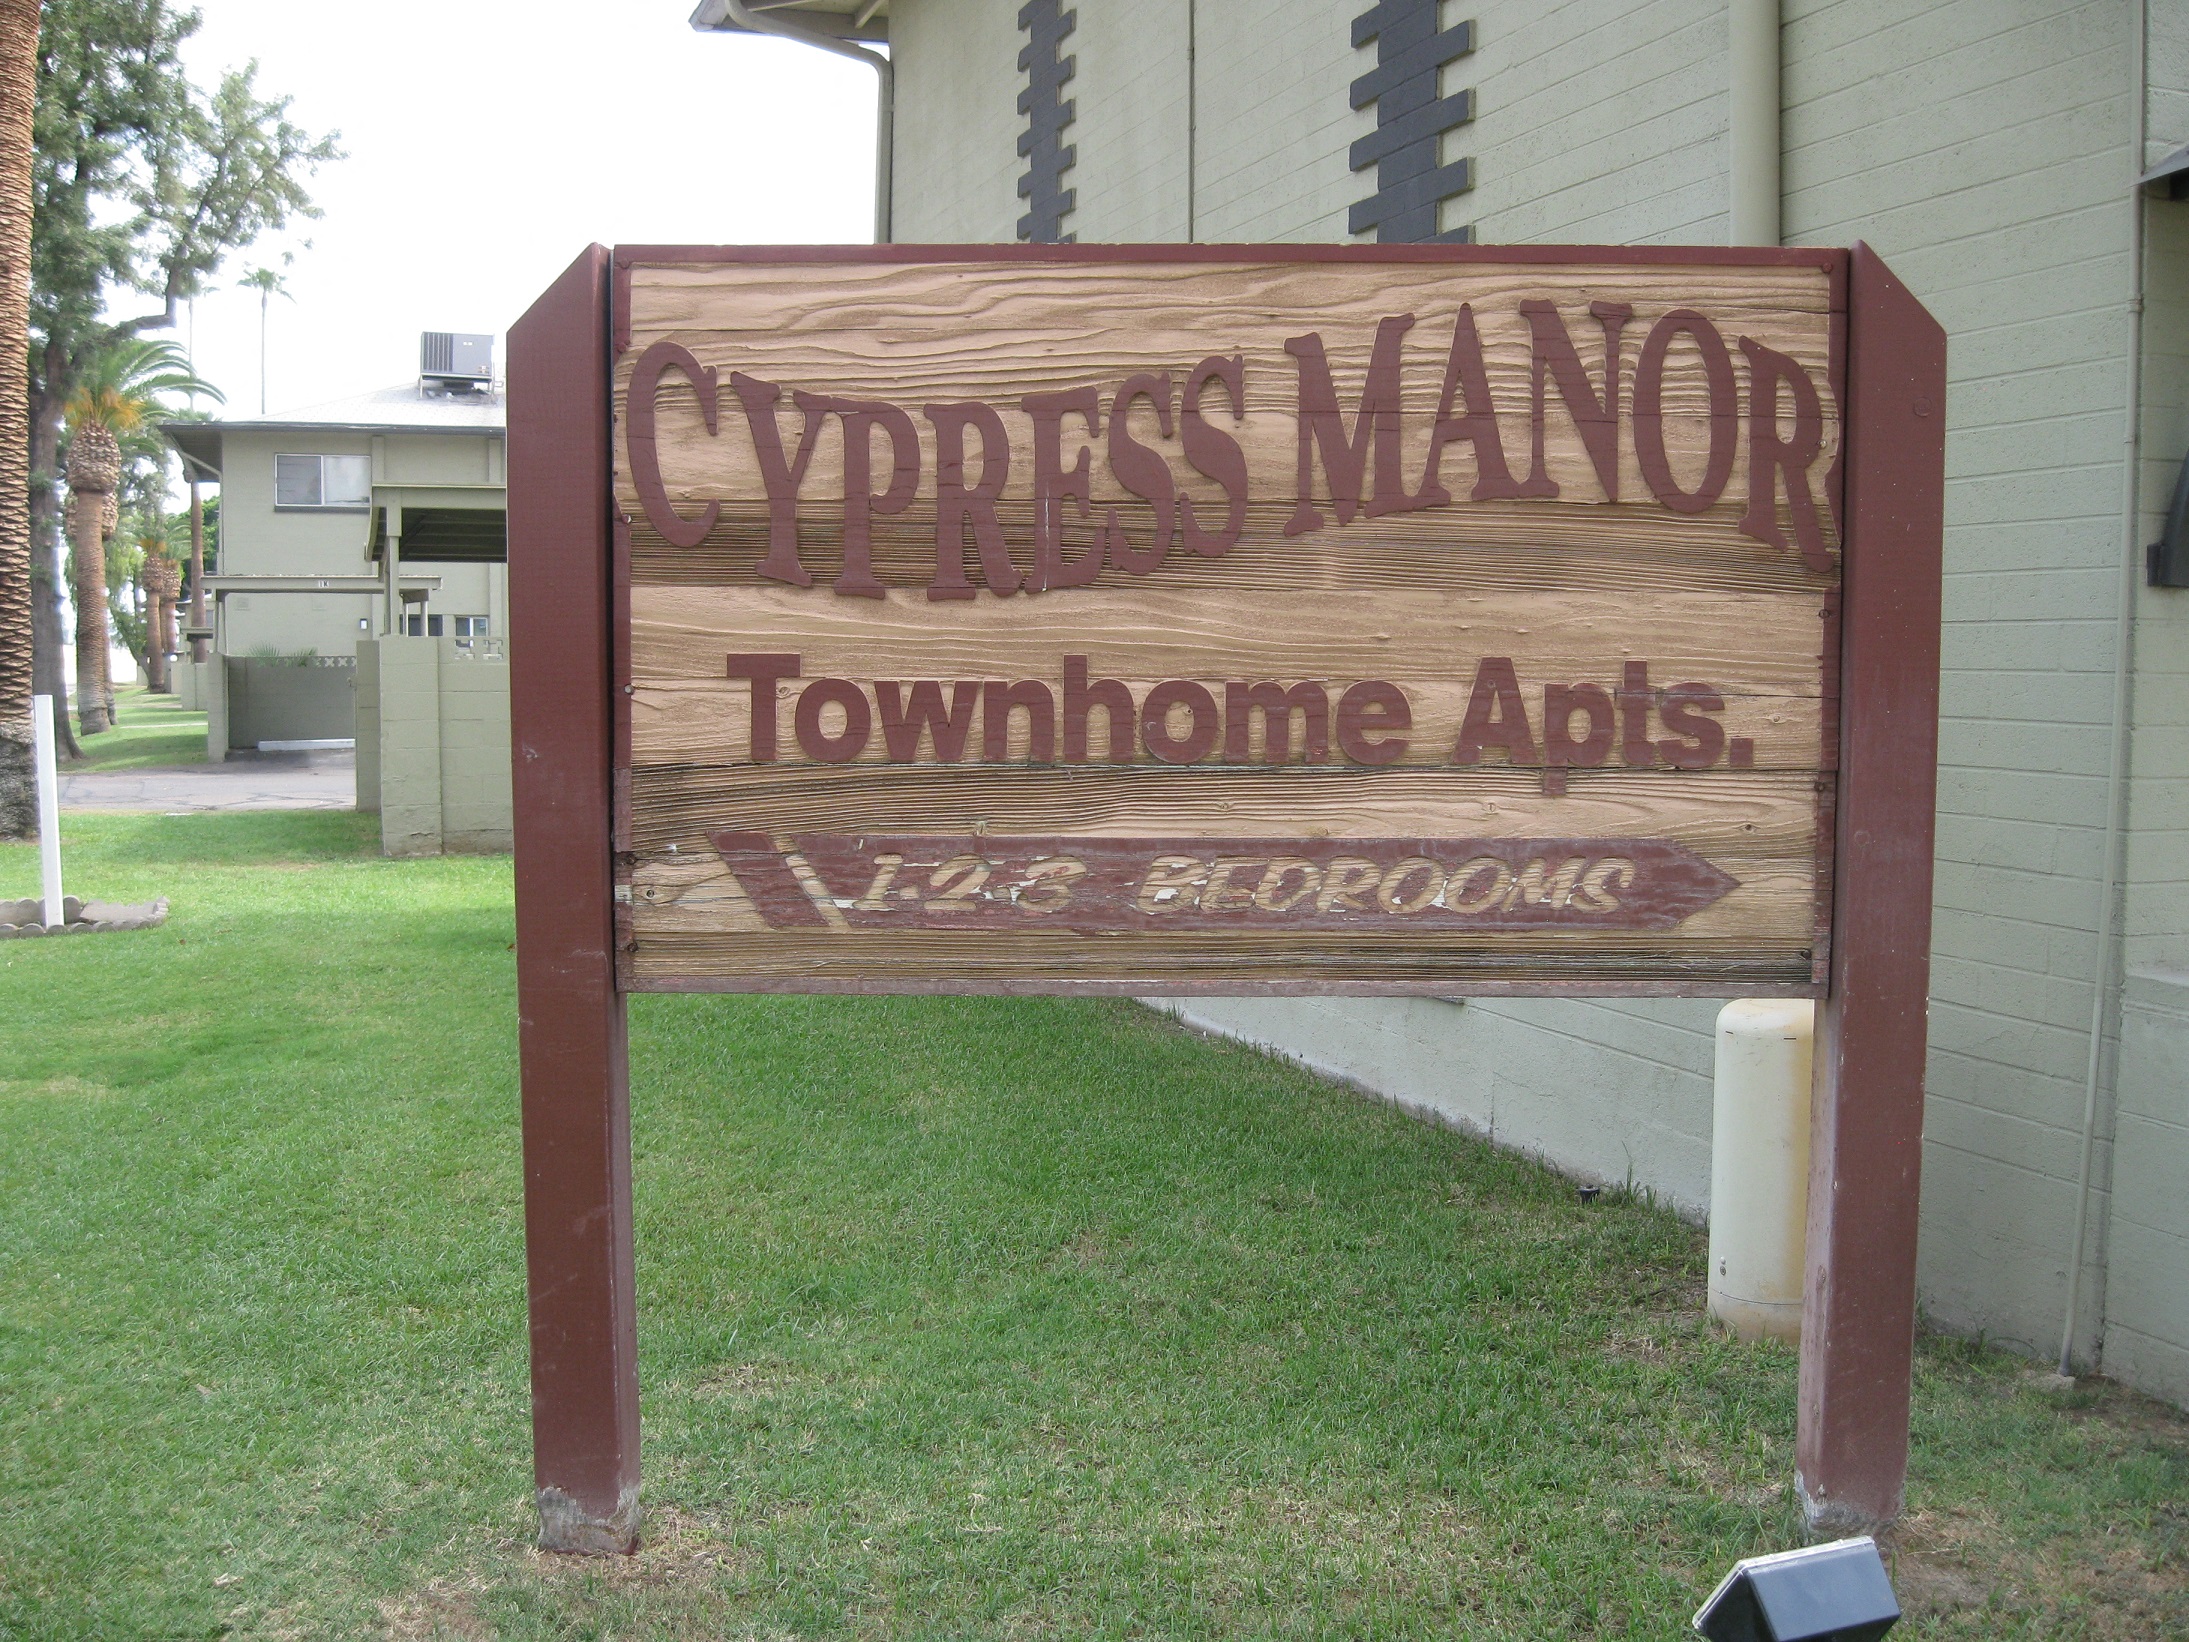 CYPRESS MANOR
Townhome Apts.
1-2-3 BEDROOMS